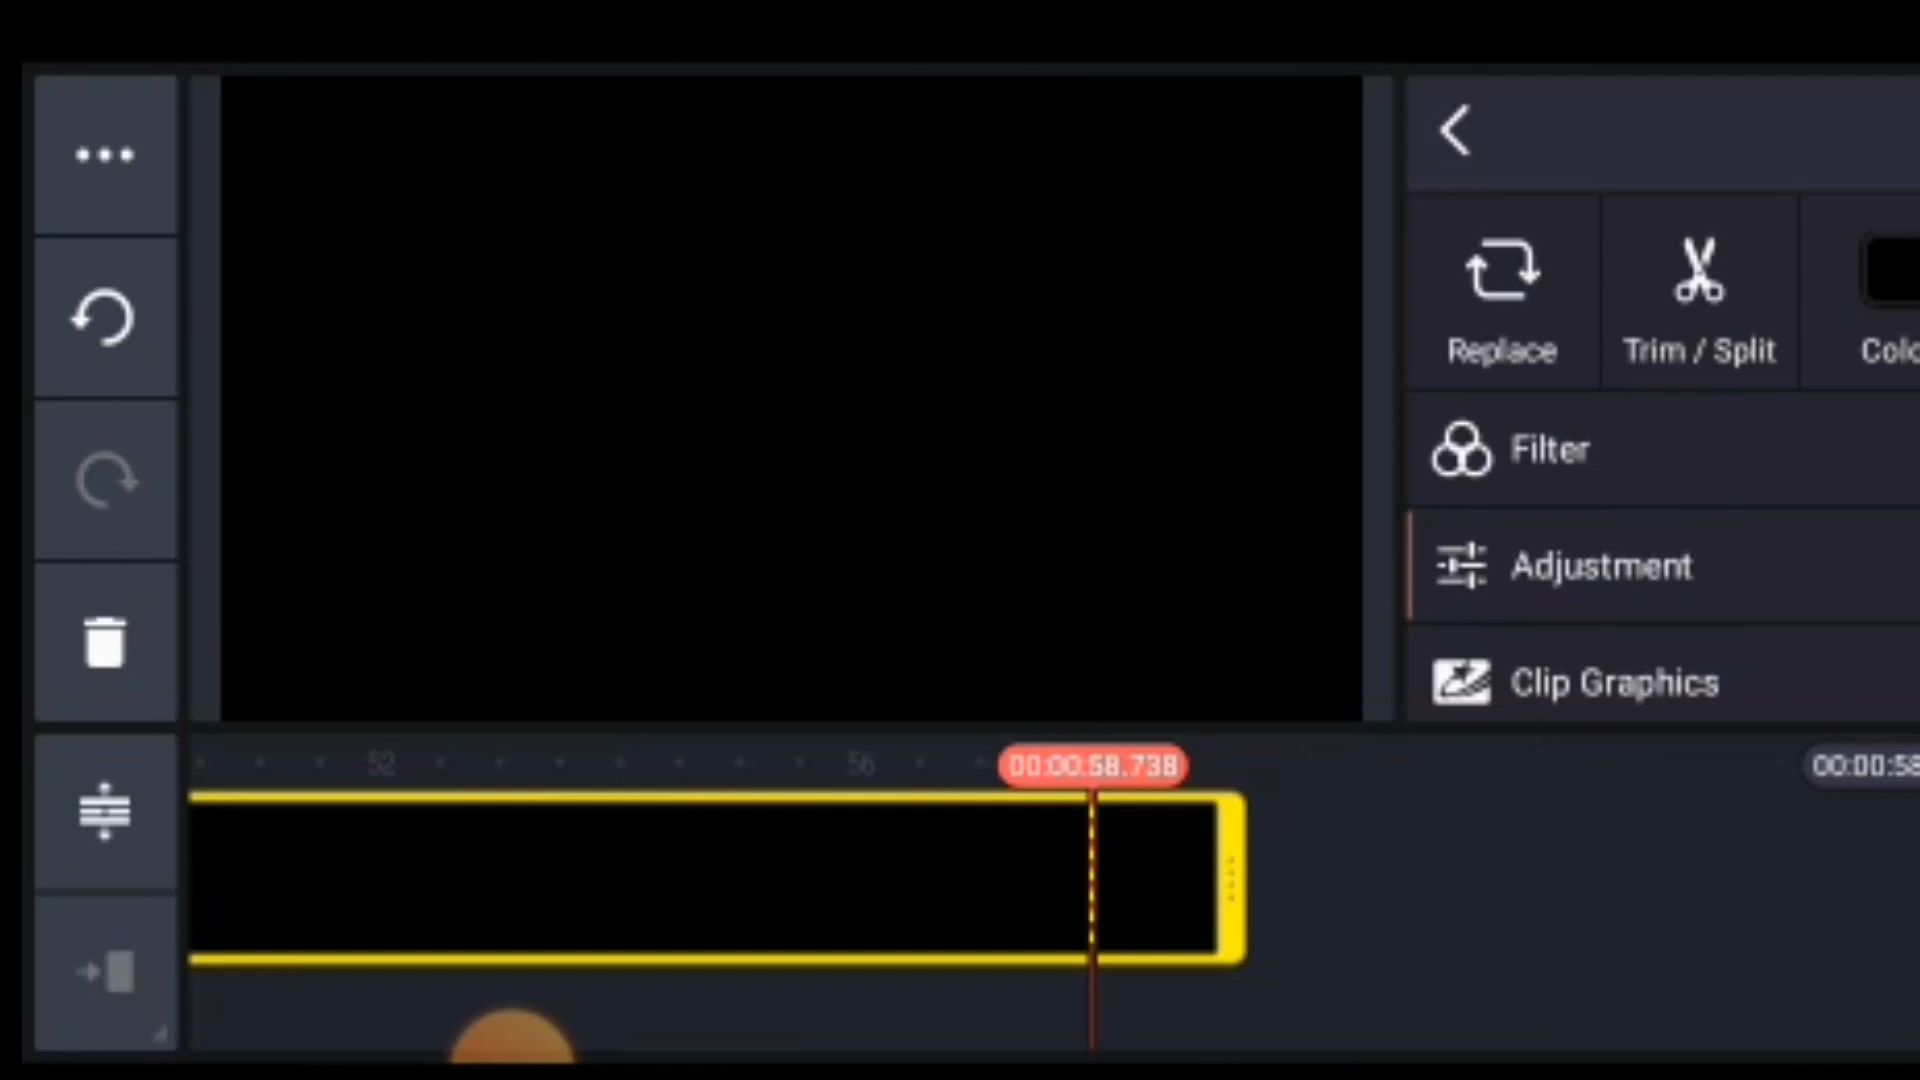 Replace
Trim / Split
Colo
Filter
Adjustment
Clip Graphics
52
56
00:00:58.738
00:00:58